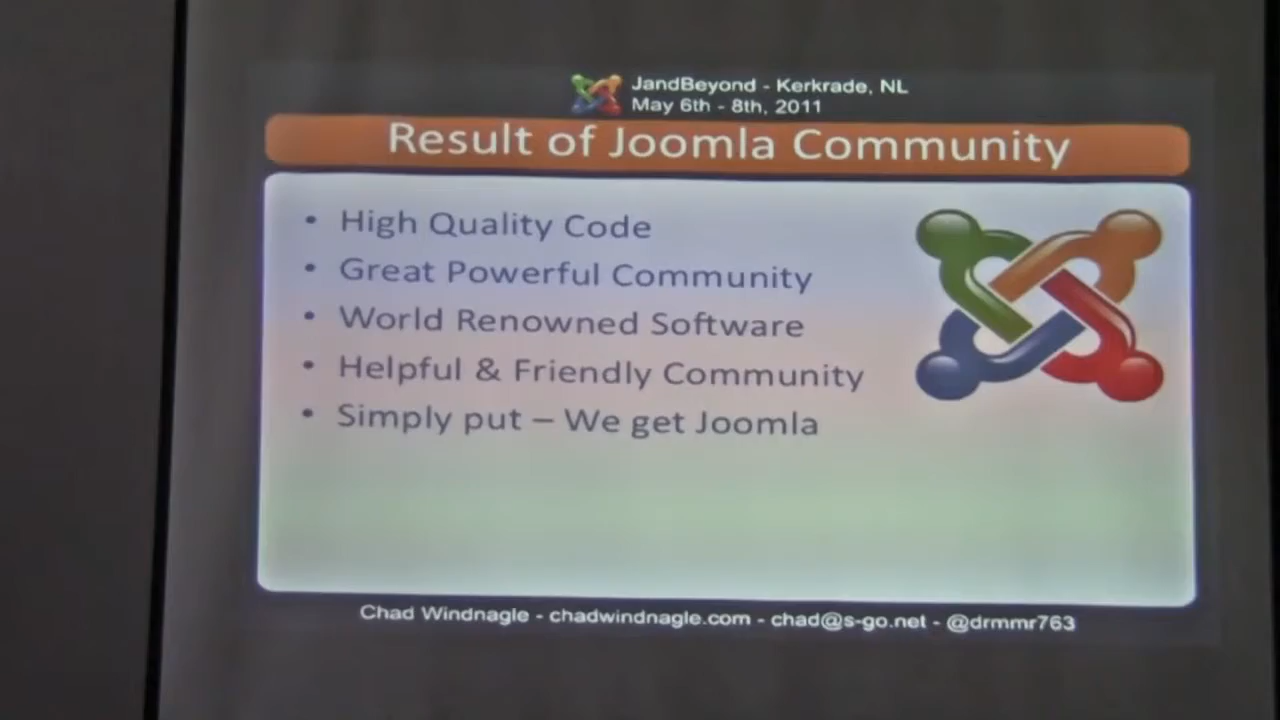 JandBeyond - Kerkrade, NL
May 6th - 8th, 2011
Result of Joomla Community
• High Quality Code
• Great Powerful Community
• World Renowned Software
• Helpful & Friendly Community
• Simply put – We get Joomla
Chad Windnagle - chadwindnagle.com - chad@s-go.net - @drmmr763